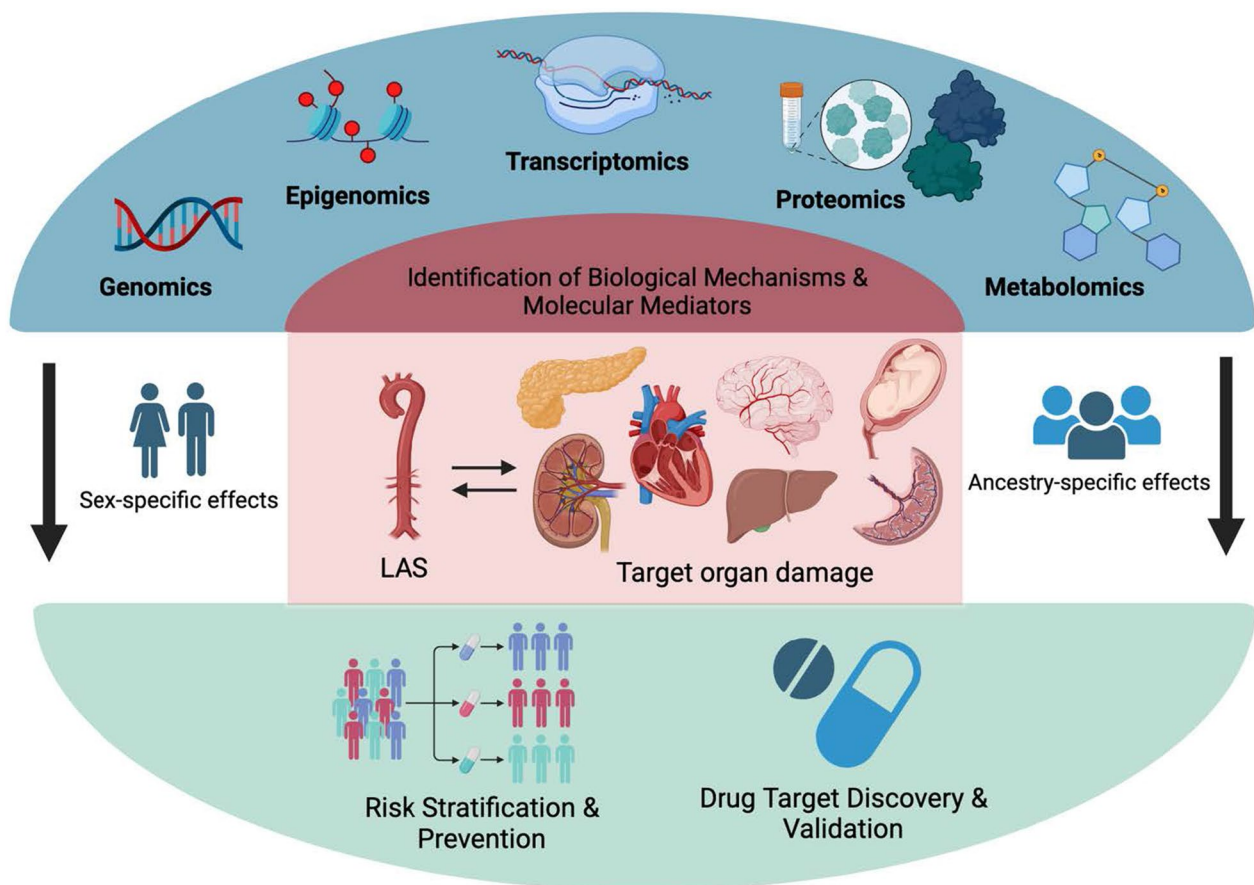 Genomics
Epigenomics
Transcriptomics
Proteomics
Metabolomics
Identification of Biological Mechanisms &
Molecular Mediators
Sex-specific effects
LAS
Target organ damage
Ancestry-specific effects
Risk Stratification &
Prevention
Drug Target Discovery &
Validation